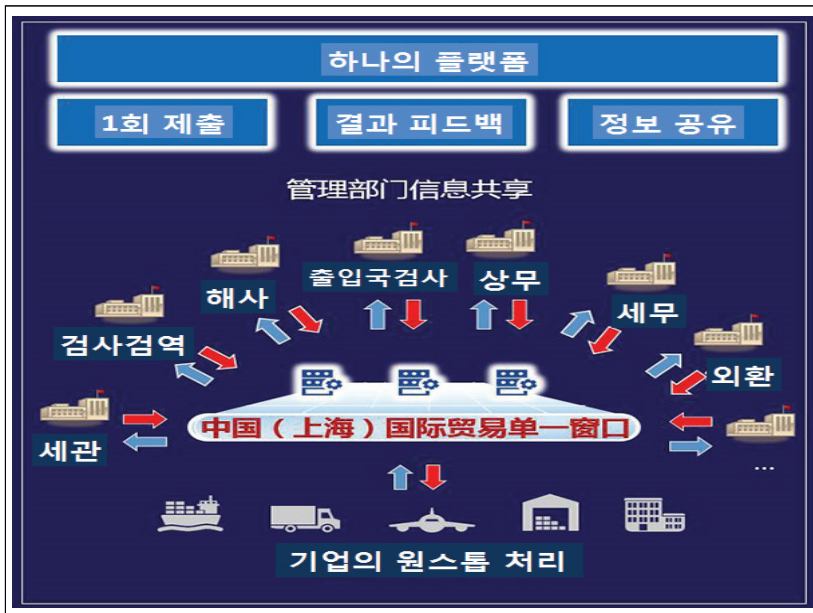 하나의 플랫폼
1회 제출
결과 피드백
정보 공유
管理部门信息共享
해사
출입국검사
상무
세무
검사검역
외환
세관
中国（上海）国际贸易单一窗口
...
기업의 원스톱 처리